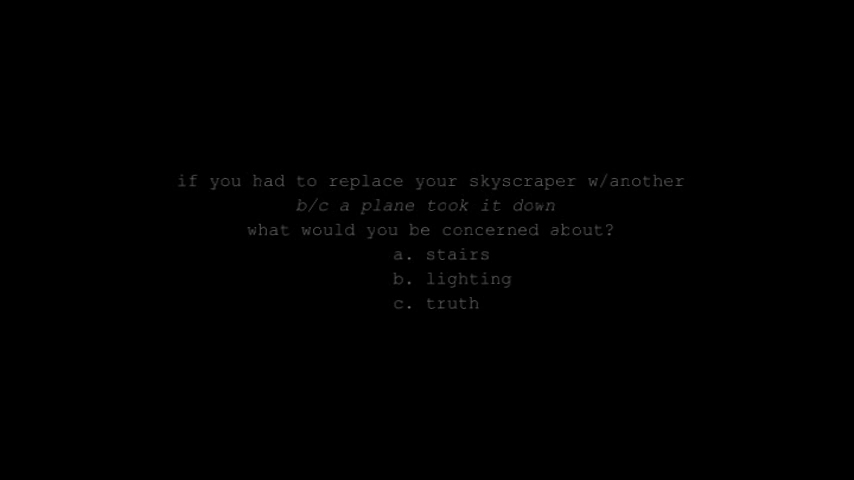 if you had to replace your skyscraper w/another
b/c a plane took it down
what would you be concerned about?
a. stairs
b. lighting
c. truth